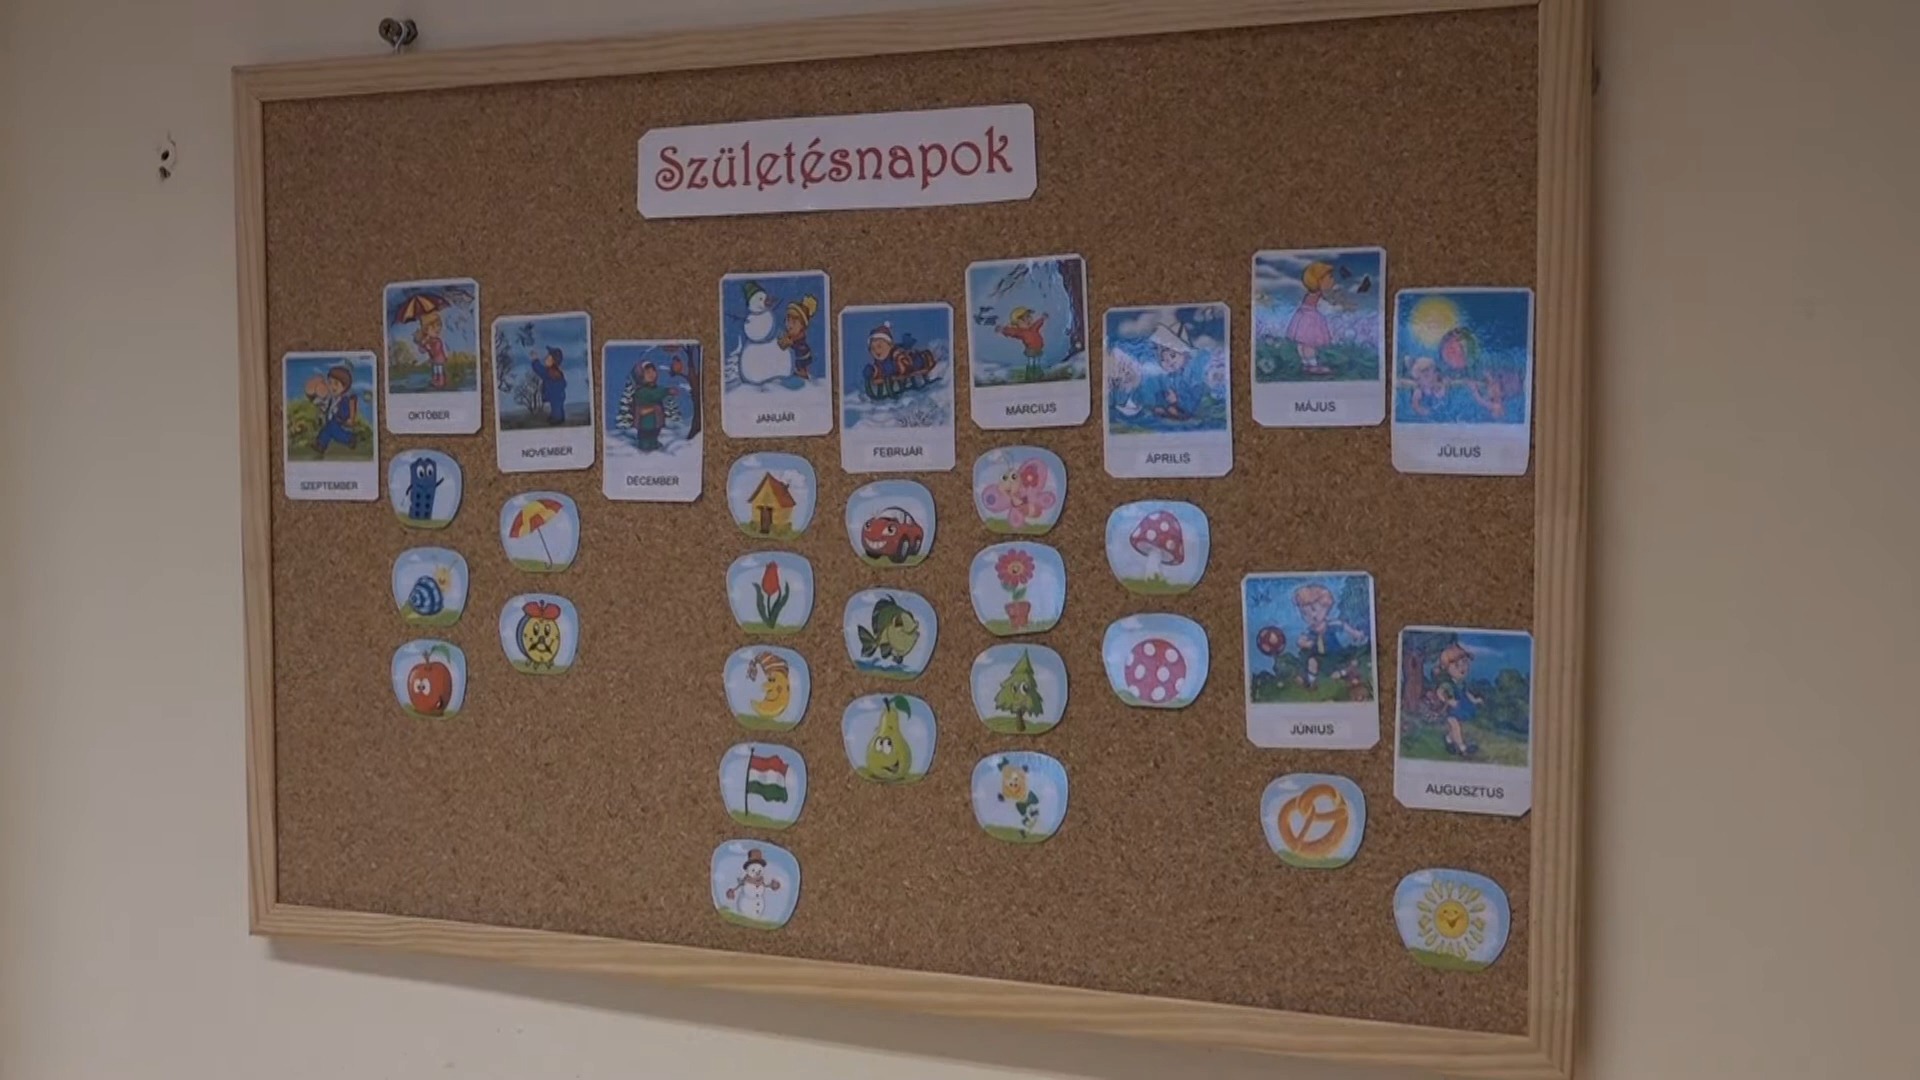 Születésnapok
SZEPTEMBER
OKTÓBER
NOVEMBER
DECEMBER
JANUÁR
FEBRUÁR
MÁRCIUS
ÁPRILIS
MÁJUS
JÚLIUS
JÚNIUS
AUGUSZTUS